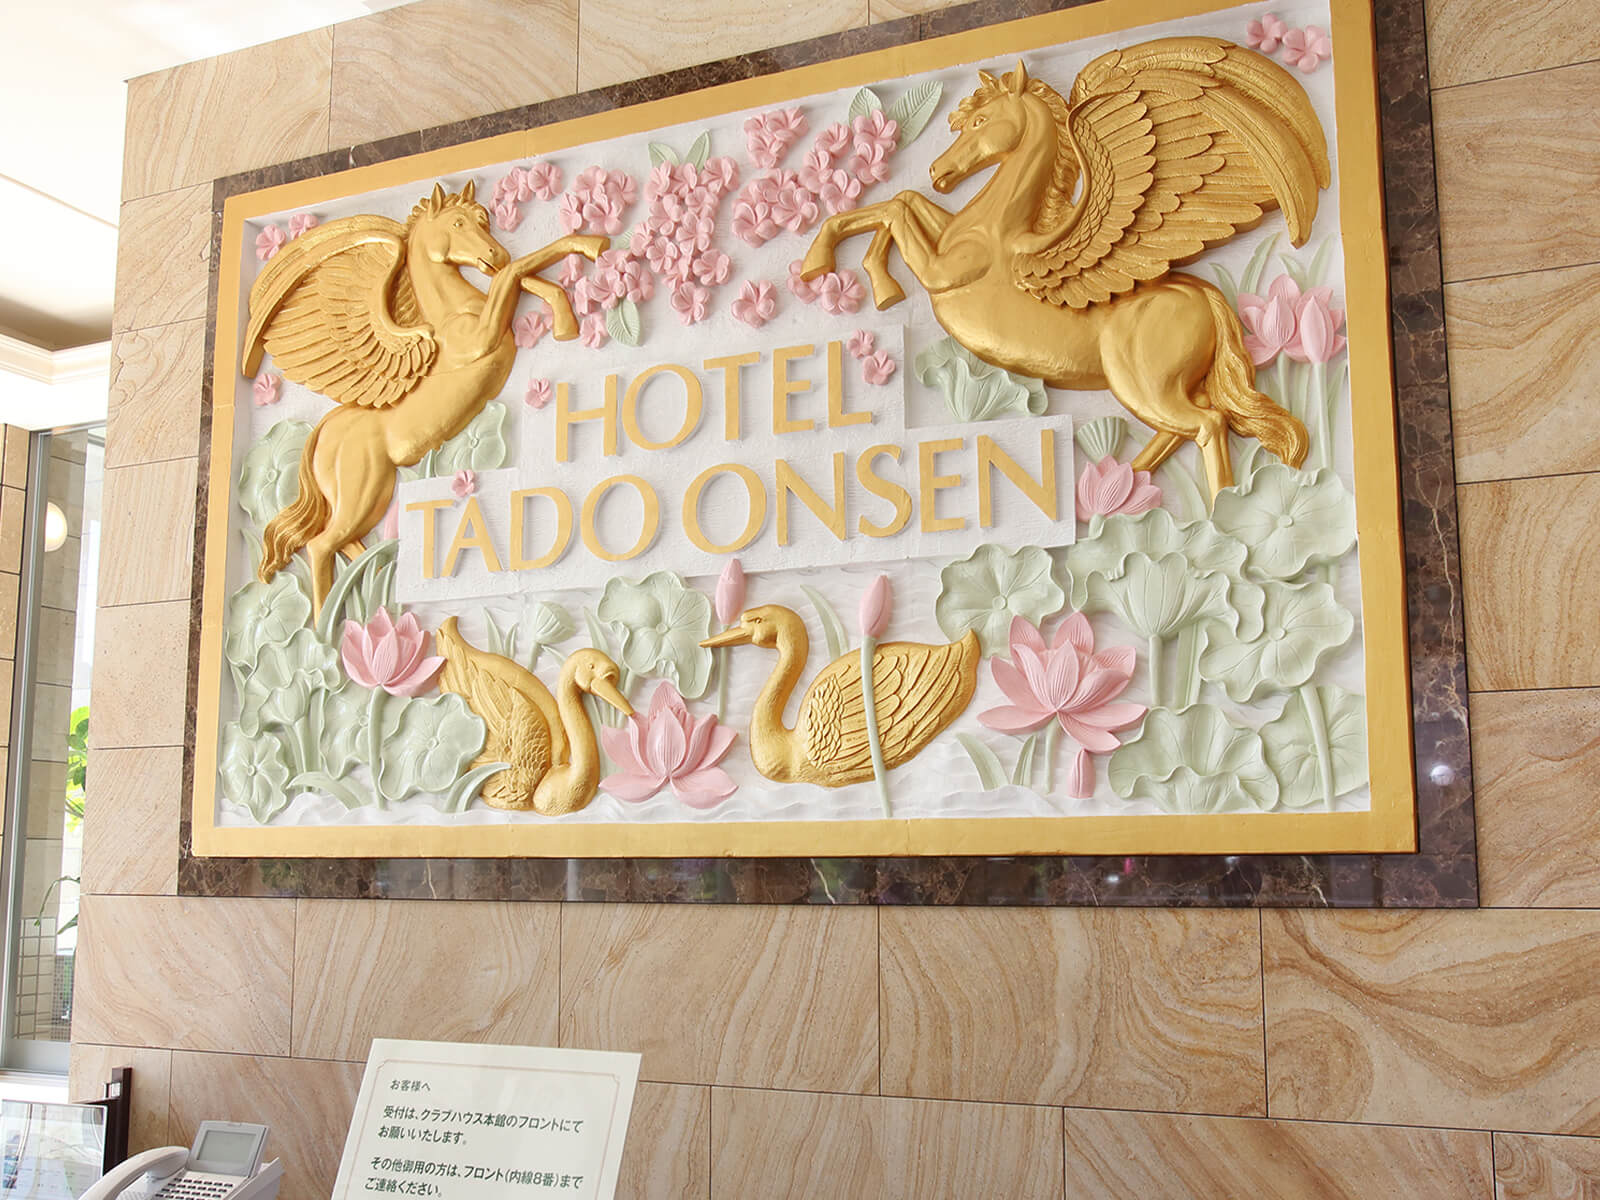 HOTEL
TADO ONSEN
お客様へ
受付は、クラブハウス本館のフロントにて
お願いいたします。
その他御用の方は、フロント(内線8番)まで
ご連絡ください。